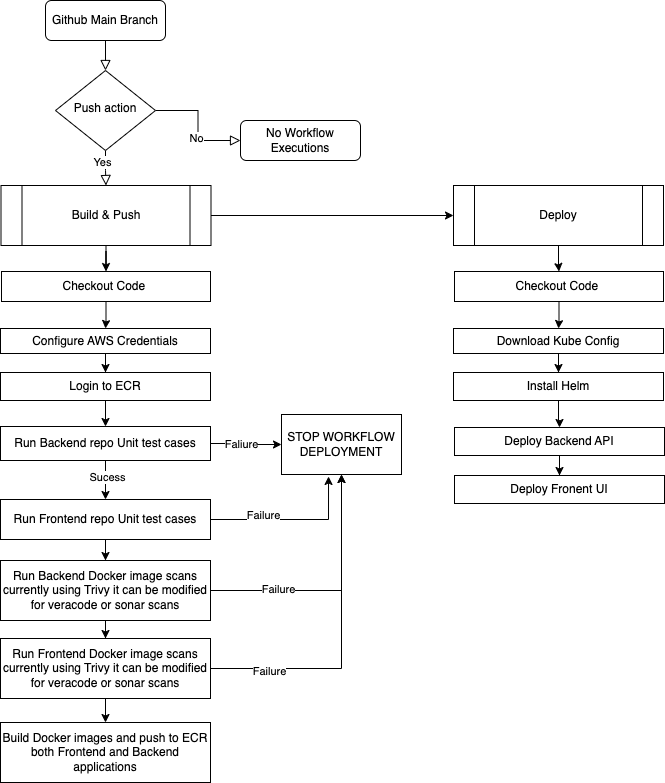 Github Main Branch
Push action
No
No Workflow
Executions
Yes
Build & Push
Deploy
Checkout Code
Checkout Code
Configure AWS Credentials
Download Kube Config
Login to ECR
Install Helm
Run Backend repo Unit test cases
Faliure
STOP WORKFLOW
DEPLOYMENT
Deploy Backend API
Sucess
Deploy Fronent UI
Run Frontend repo Unit test cases
Failure
Run Backend Docker image scans
currently using Trivy it can be modified
for veracode or sonar scans
Failure
Run Frontend Docker image scans
currently using Trivy it can be modified
for veracode or sonar scans
Failure
Build Docker images and push to ECR
both Frontend and Backend
applications